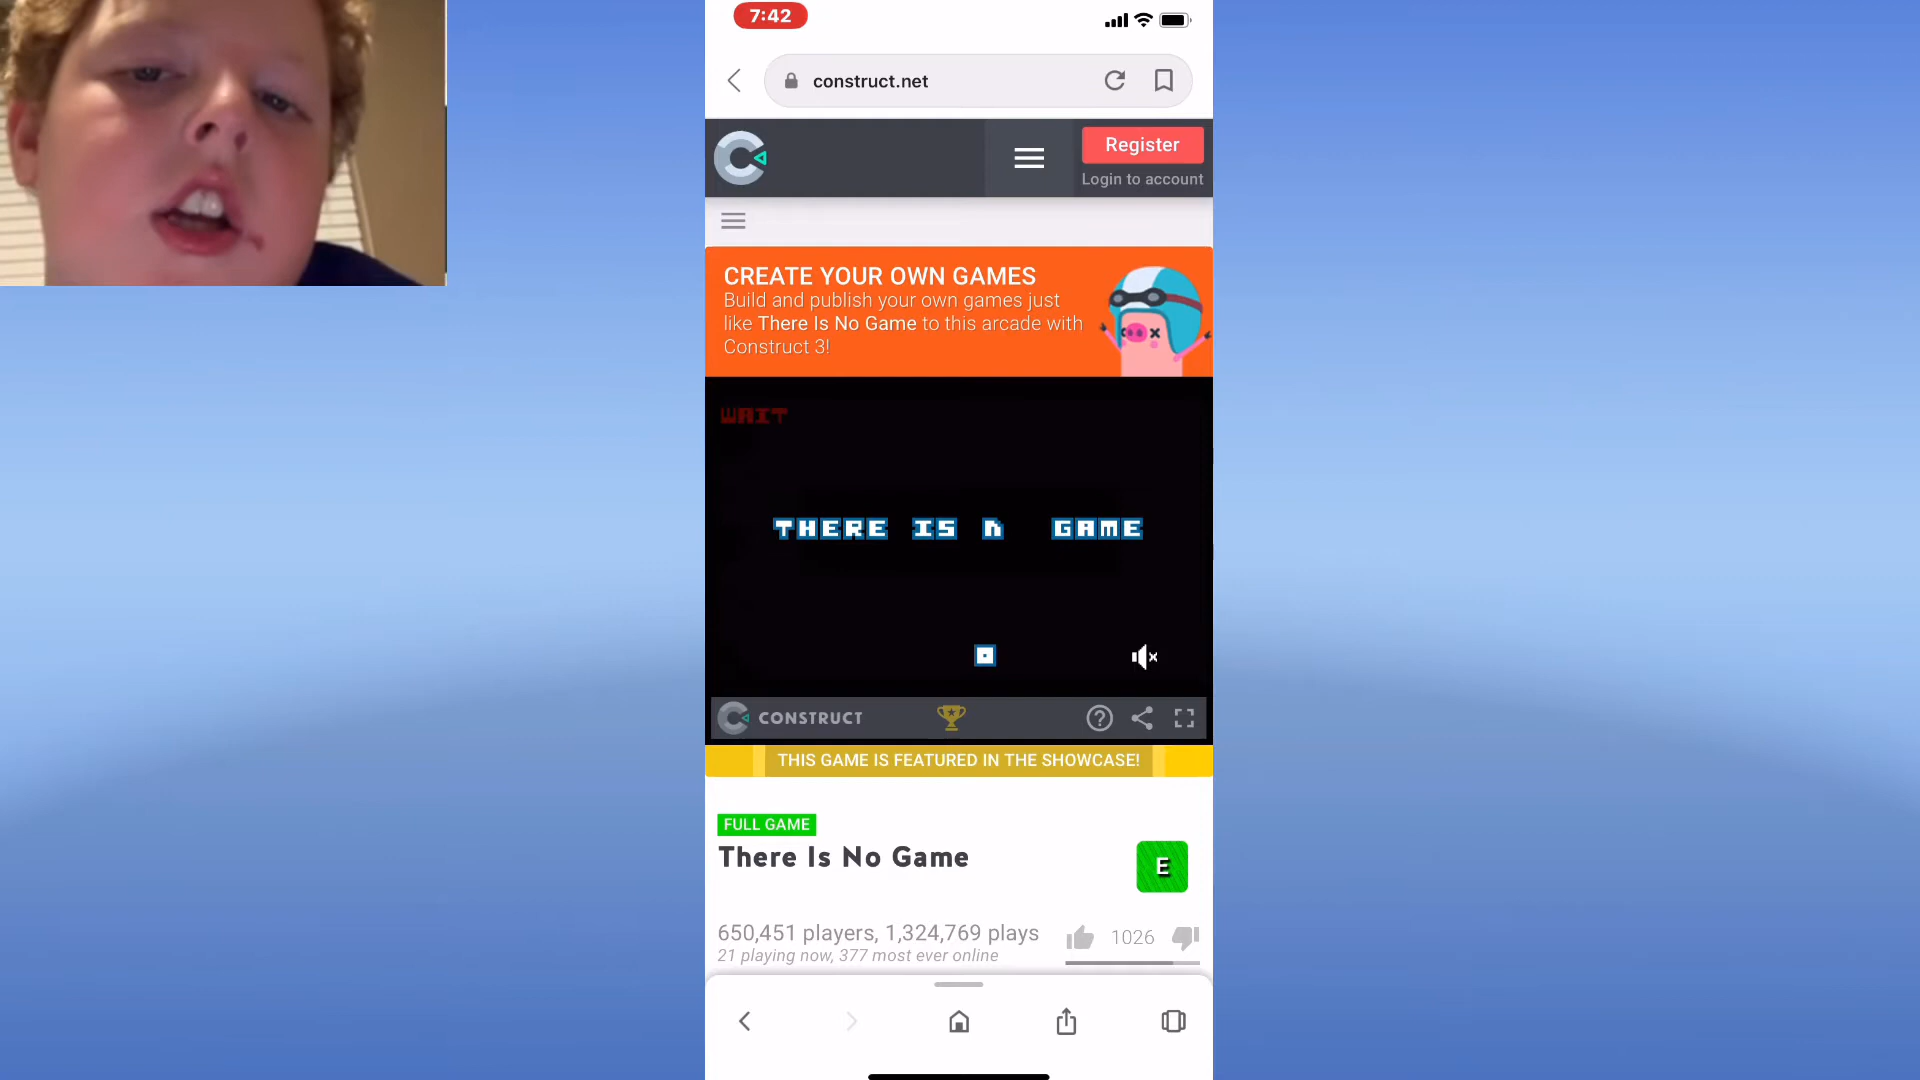 7:42
construct.net
Register
Login to account
CREATE YOUR OWN GAMES
Build and publish your own games just
like There Is No Game to this arcade with
Construct 3!
WAIT
THERE IS N GAME
CONSTRUCT
THIS GAME IS FEATURED IN THE SHOWCASE!
FULL GAME
There Is No Game
E
650,451 players, 1,324,769 plays
1026
21 playing now, 377 most ever online